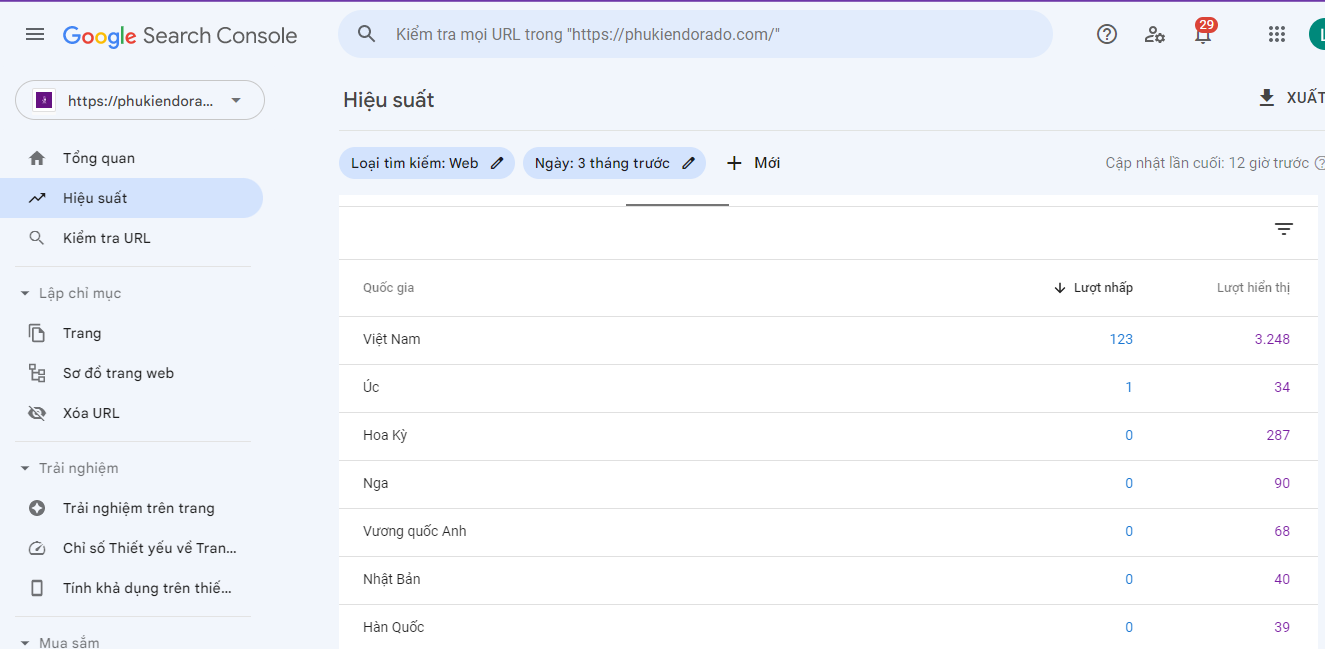 Google Search Console
Kiểm tra mọi URL trong "https://phukiendorado.com/"
29
L
https://phukiendora...
Hiệu suất
XUẤT
Tổng quan
Hiệu suất
Kiểm tra URL
Lập chỉ mục
Trang
Sơ đồ trang web
Xóa URL
Trải nghiệm
Trải nghiệm trên trang
Chỉ số Thiết yếu về Tran...
Tính khả dụng trên thiế...
Mua sắm
Loại tìm kiếm: Web
Ngày: 3 tháng trước
Mới
Cập nhật lần cuối: 12 giờ trước
Quốc gia Lượt nhấp Lượt hiển thị
Việt Nam 123 3.248
Úc 1 34
Hoa Kỳ 0 287
Nga 0 90
Vương quốc Anh 0 68
Nhật Bản 0 40
Hàn Quốc 0 39